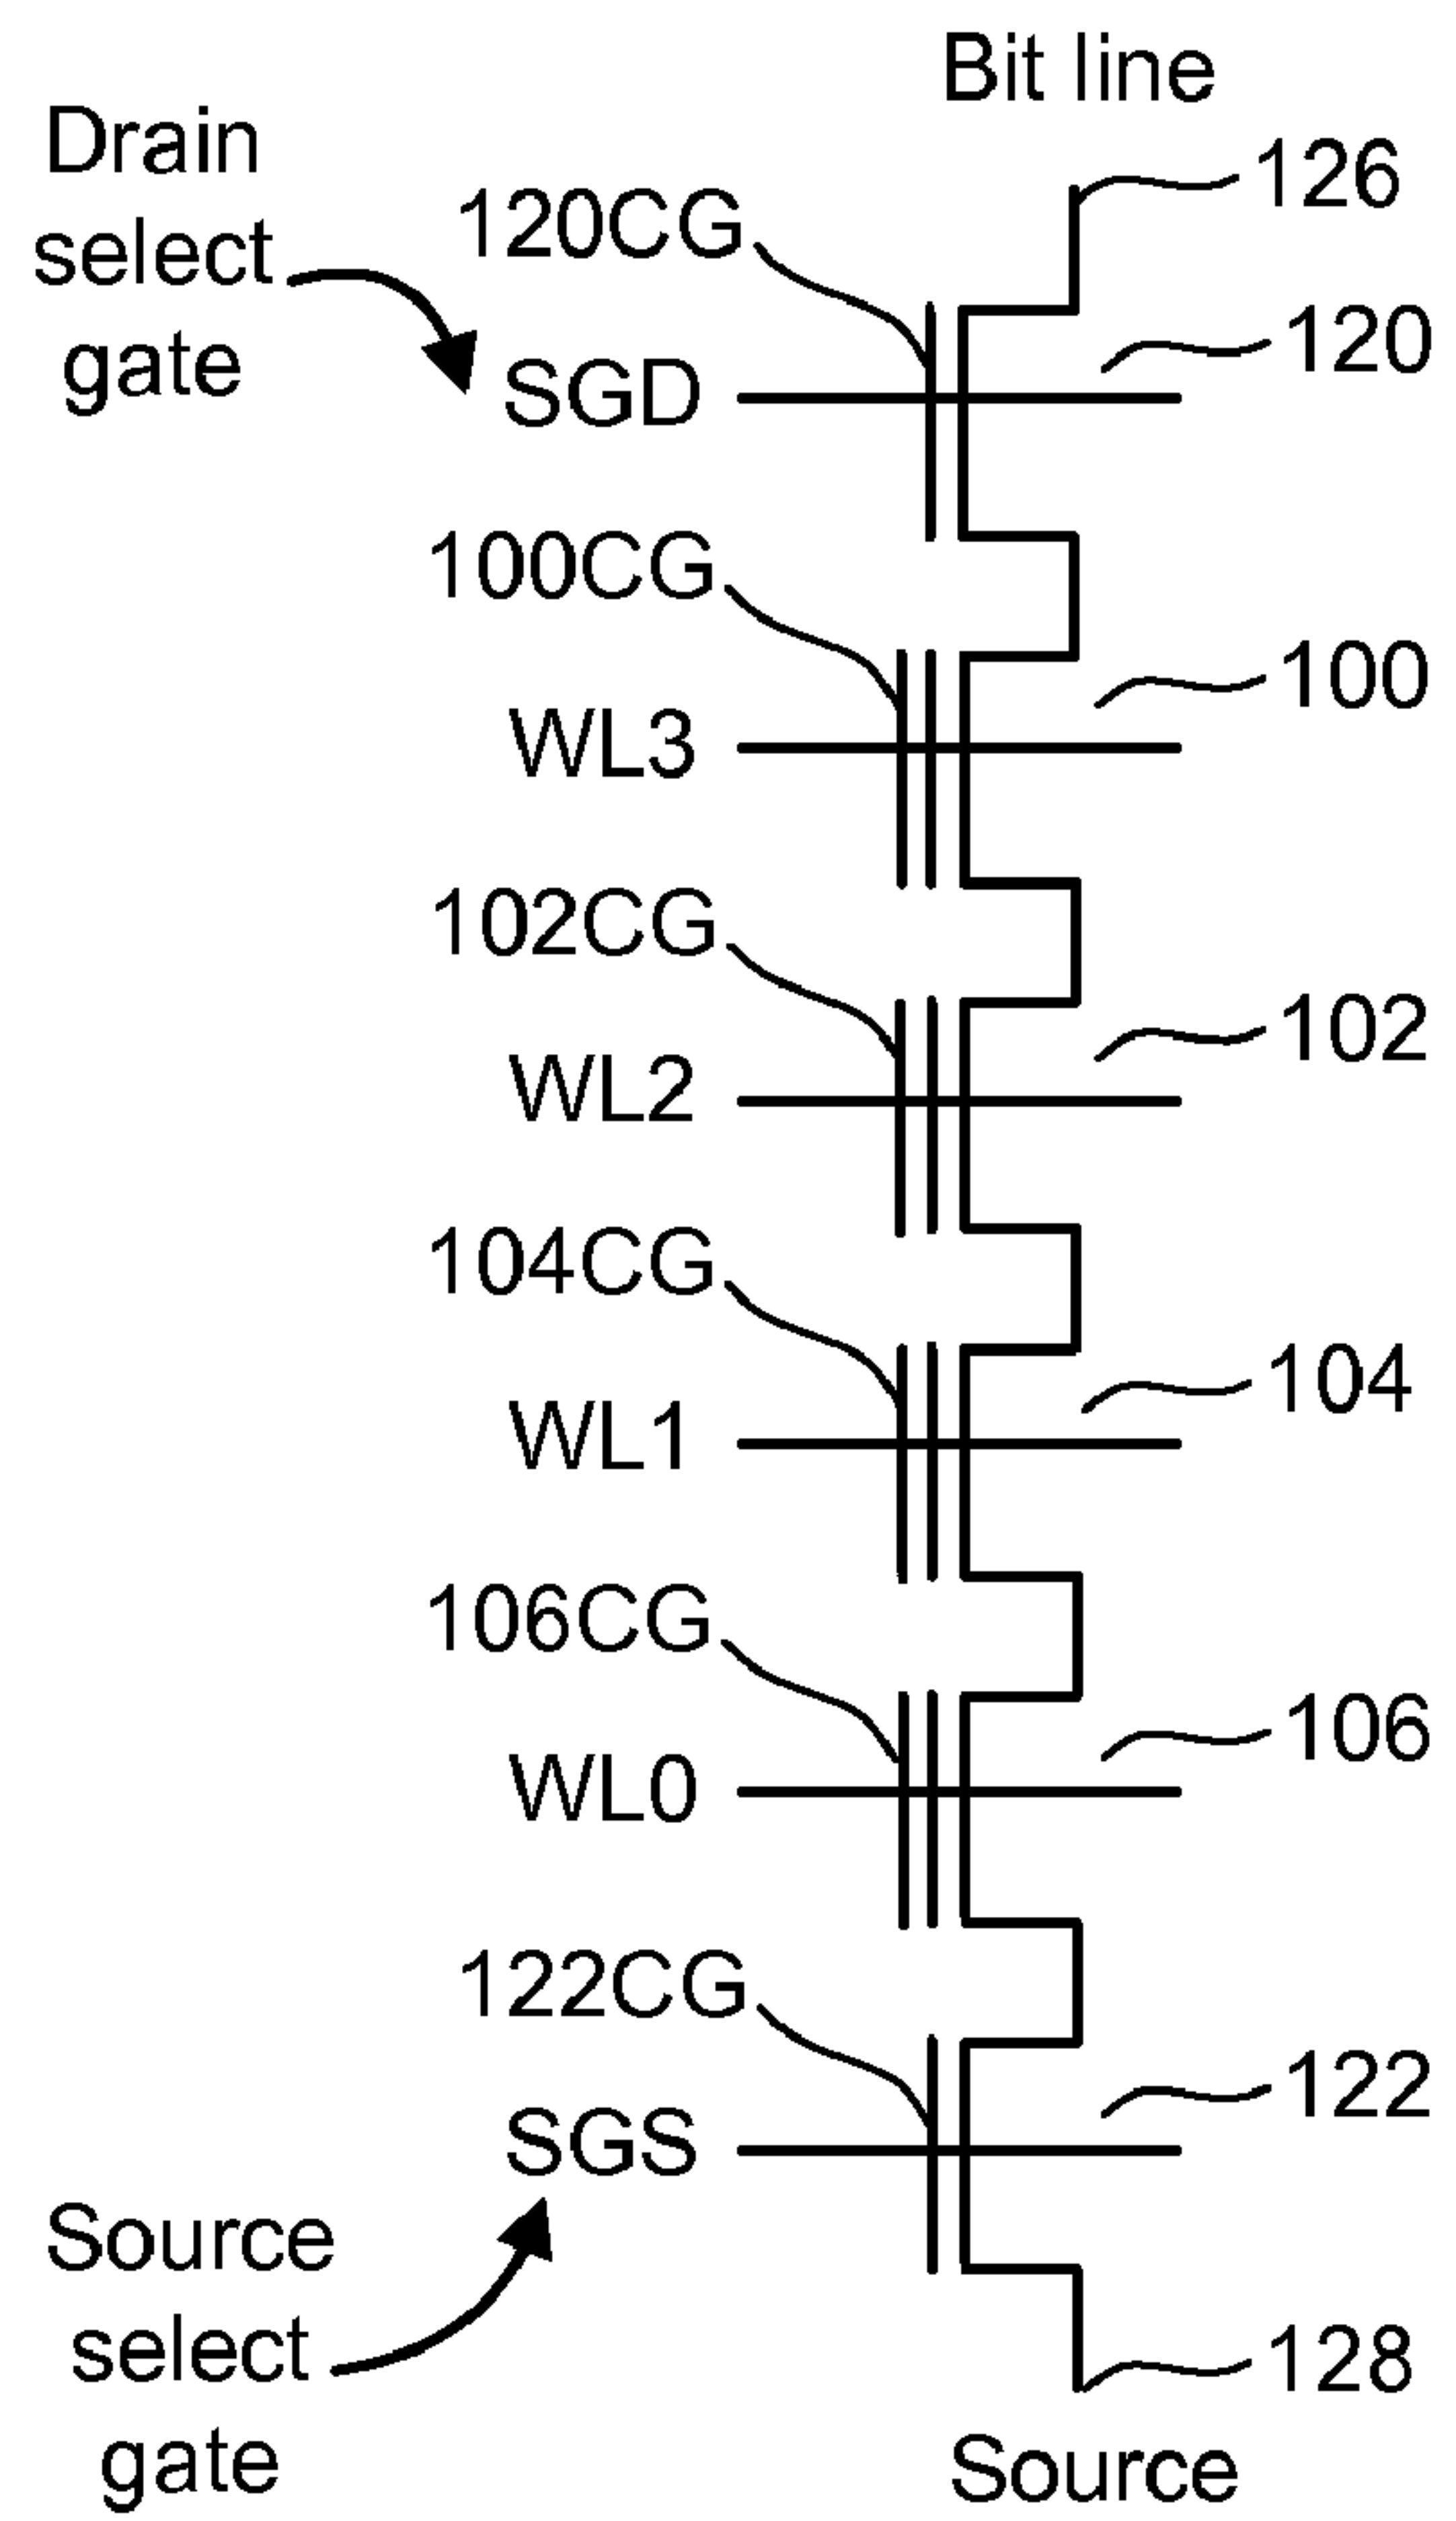 Bit line
126
Drain
select
gate
120CG
120
SGD
100CG
100
WL3
102CG
102
WL2
104CG
104
WL1
106CG
106
WL0
122CG
122
SGS
Source
select
gate
128
Source